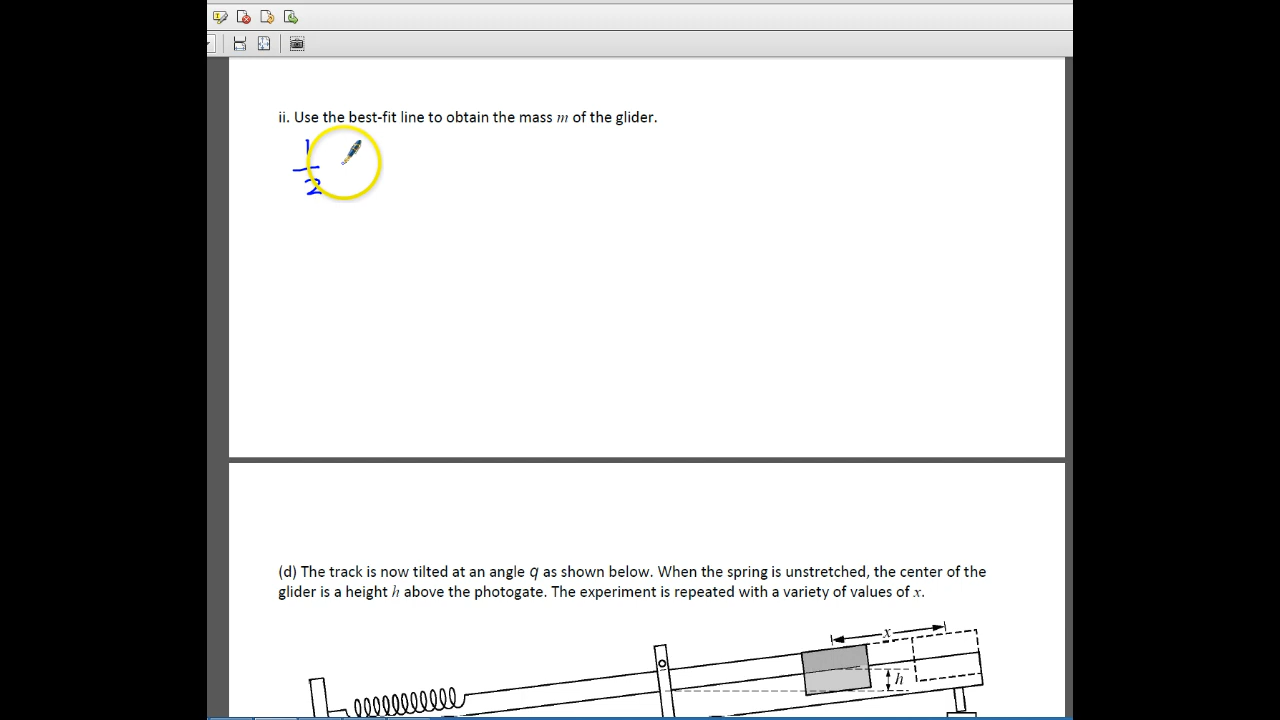 ii. Use the best-fit line to obtain the mass m of the glider.
1
2
(d) The track is now tilted at an angle q as shown below. When the spring is unstretched, the center of the
glider is a height h above the photogate. The experiment is repeated with a variety of values of x.
x
h